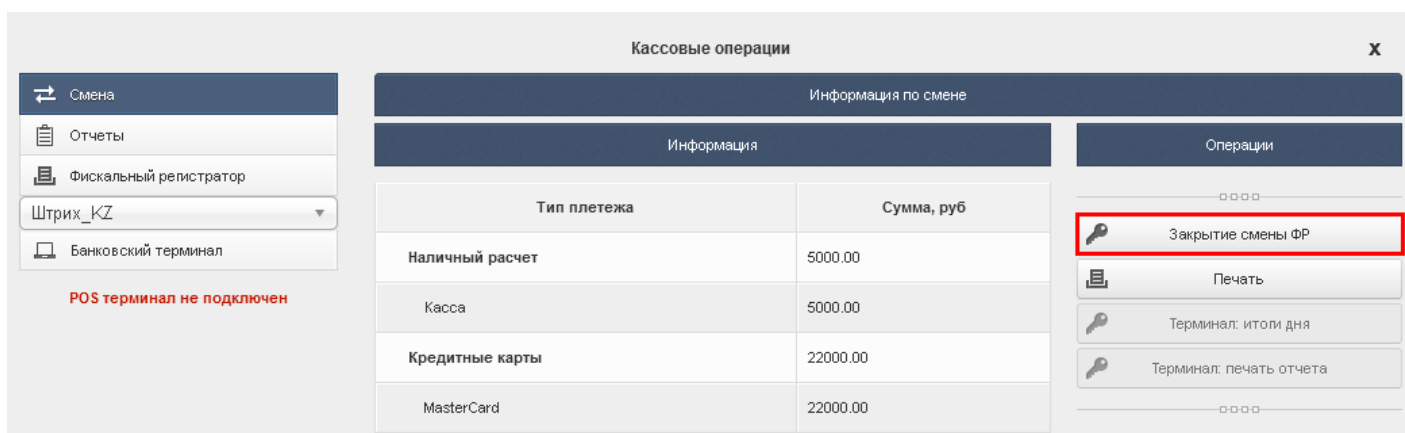 Кассовые операции
x
Смена
Отчеты
Фискальный регистратор
Штрих_KZ
Банковский терминал
POS терминал не подключен
Информация по смене
Информация
Тип плетежа Сумма, руб
Наличный расчет 5000.00
Касса 5000.00
Кредитные карты 22000.00
MasterCard 22000.00
Операции
Закрытие смены ФР
Печать
Терминал: итоги дня
Терминал: печать отчета